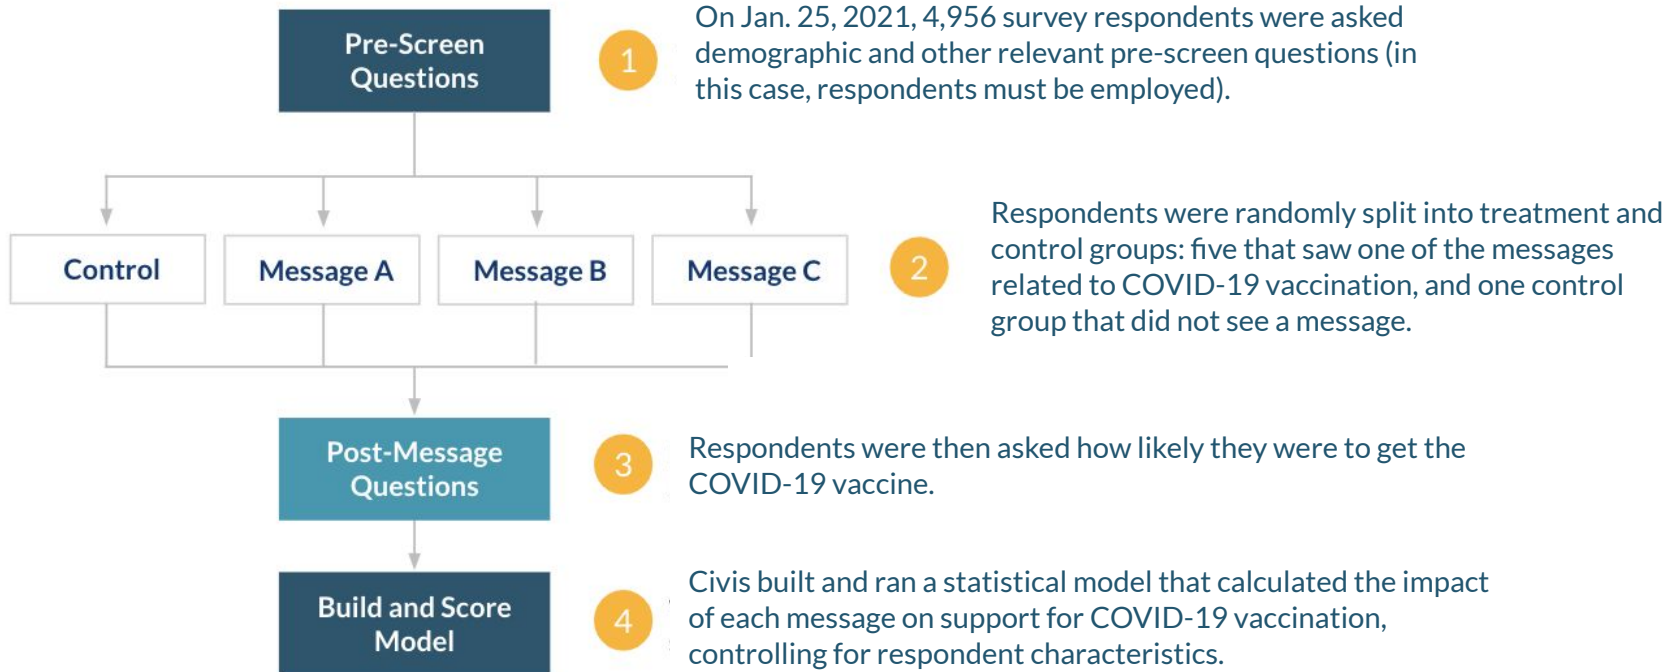 Pre-Screen
Questions
1
On Jan. 25, 2021, 4,956 survey respondents were asked
demographic and other relevant pre-screen questions (in
this case, respondents must be employed).
Control
Message A
Message B
Message C
2
Respondents were randomly split into treatment and
control groups: five that saw one of the messages
related to COVID-19 vaccination, and one control
group that did not see a message.
Post-Message
Questions
3
Respondents were then asked how likely they were to get the
COVID-19 vaccine.
Build and Score
Model
4
Civis built and ran a statistical model that calculated the impact
of each message on support for COVID-19 vaccination,
controlling for respondent characteristics.